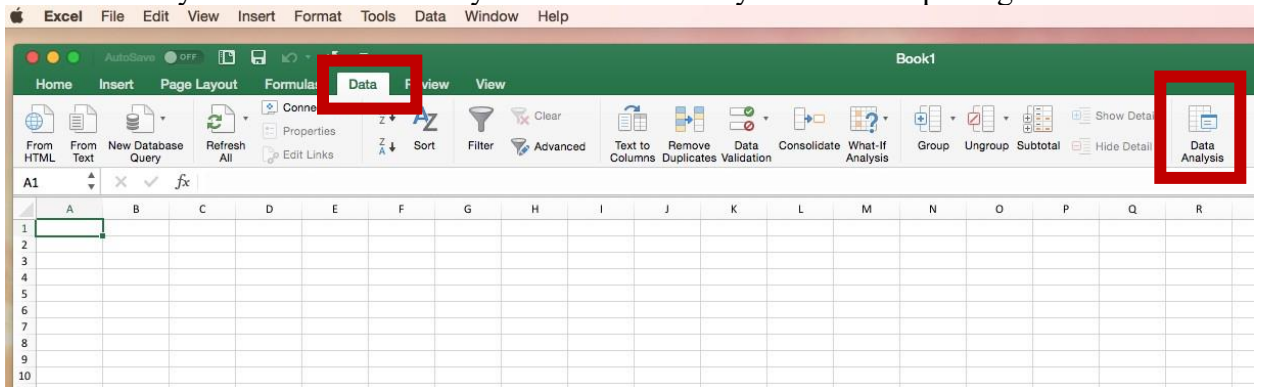 Excel File Edit View Insert Format Tools Data Window Help
AutoSave OFF Book1
Home Insert Page Layout Data Review View
From HTML
From Text
New Database Query
Refresh All
Properties
Edit Links
Z
Z A
AZ
Sort
Filter
Clear
Advanced
Text to Columns
Remove Duplicates
Data Validation
Consolidate
What-If Analysis
Group
Ungroup
Subtotal
Hide Detail
Data Analysis
A1 fx
A B C D E F G H I J K L M N O P Q R
1
2
3
4
5
6
7
8
9
10